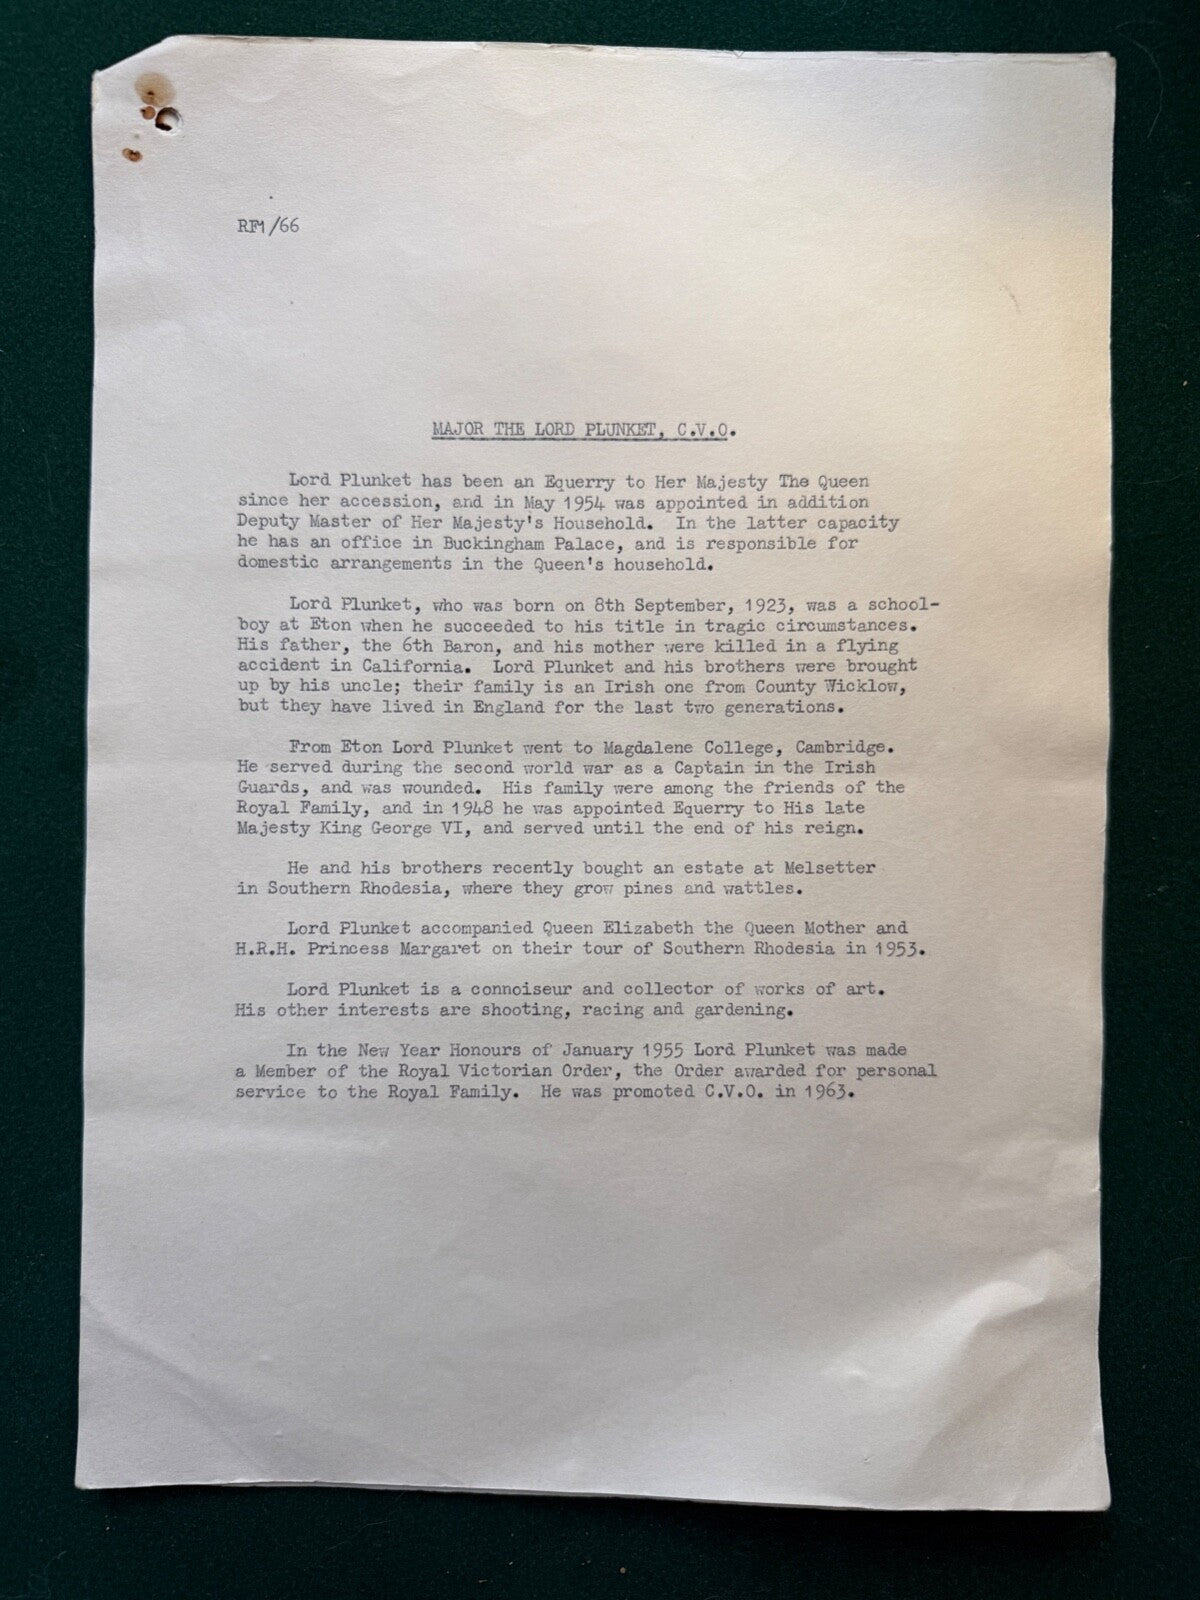 RFM/66
MAJOR THE LORD PLUNKET, C.V.O.
Lord Plunket has been an Equerry to Her Majesty The Queen
since her accession, and in May 1954 was appointed in addition
Deputy Master of Her Majesty's Household. In the latter capacity
he has an office in Buckingham Palace, and is responsible for
domestic arrangements in the Queen's household.
Lord Plunket, who was born on 8th September, 1923, was a school-
boy at Eton when he succeeded to his title in tragic circumstances.
His father, the 6th Baron, and his mother were killed in a flying
accident in California. Lord Plunket and his brothers were brought
up by his uncle; their family is an Irish one from County Wicklow,
but they have lived in England for the last two generations.
From Eton Lord Plunket went to Magdalene College, Cambridge.
He served during the second world war as a Captain in the Irish
Guards, and was wounded. His family were among the friends of the
Royal Family, and in 1948 he was appointed Equerry to His late
Majesty King George VI, and served until the end of his reign.
He and his brothers recently bought an estate at Melsetter
in Southern Rhodesia, where they grow pines and wattles.
Lord Plunket accompanied Queen Elizabeth the Queen Mother and
H.R.H. Princess Margaret on their tour of Southern Rhodesia in 1953.
Lord Plunket is a connoiseur and collector of works of art.
His other interests are shooting, racing and gardening.
In the New Year Honours of January 1955 Lord Plunket was made
a Member of the Royal Victorian Order, the Order awarded for personal
service to the Royal Family. He was promoted C.V.O. in 1963.